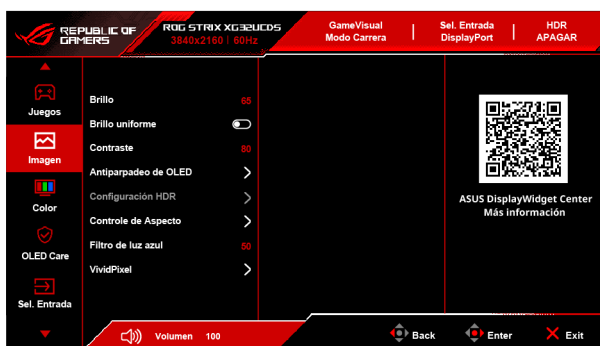 REPUBLIC OF
GAMERS
ROG STRIX XG32UCDS
3840x2160 | 60Hz
GameVisual
Modo Carrera
Sel. Entrada
DisplayPort
HDR
APAGAR
Juegos
Imagen
Color
OLED Care
Sel. Entrada
Brillo 65
Brillo uniforme
Contraste 80
Antiparpadeo de OLED
Configuración HDR
Controle de Aspecto
Filtro de luz azul 50
VividPixel
ASUS DisplayWidget Center
Más información
Volumen 100
Back
Enter
Exit